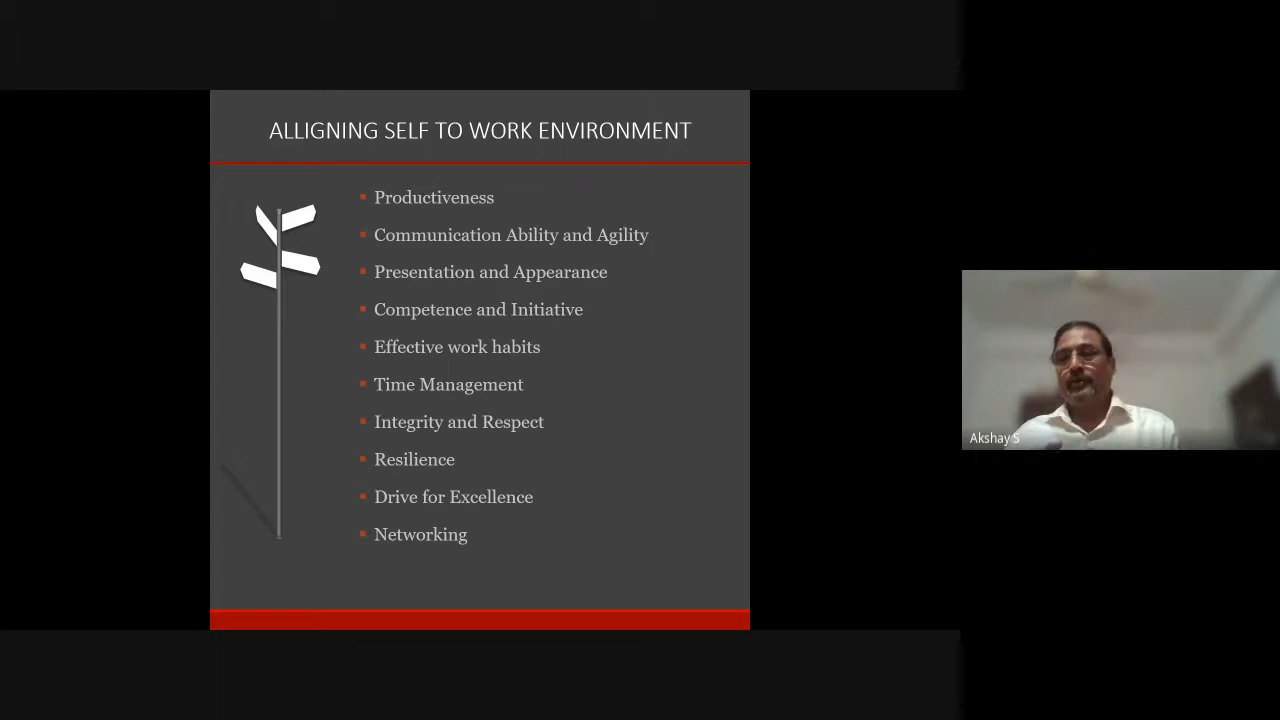 ALLIGNING SELF TO WORK ENVIRONMENT
Productiveness
Communication Ability and Agility
Presentation and Appearance
Competence and Initiative
Effective work habits
Time Management
Integrity and Respect
Resilience
Drive for Excellence
Networking
Akshay S